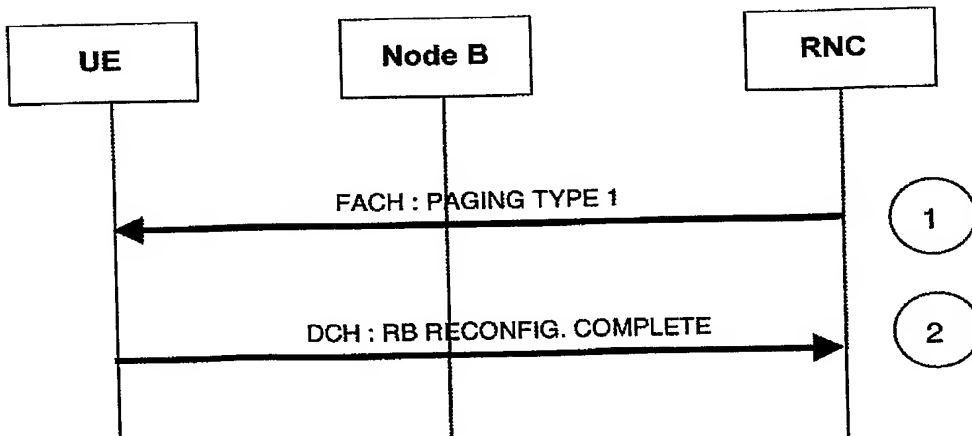 UE
Node B
RNC
FACH : PAGING TYPE 1
1
DCH : RB RECONFIG. COMPLETE
2